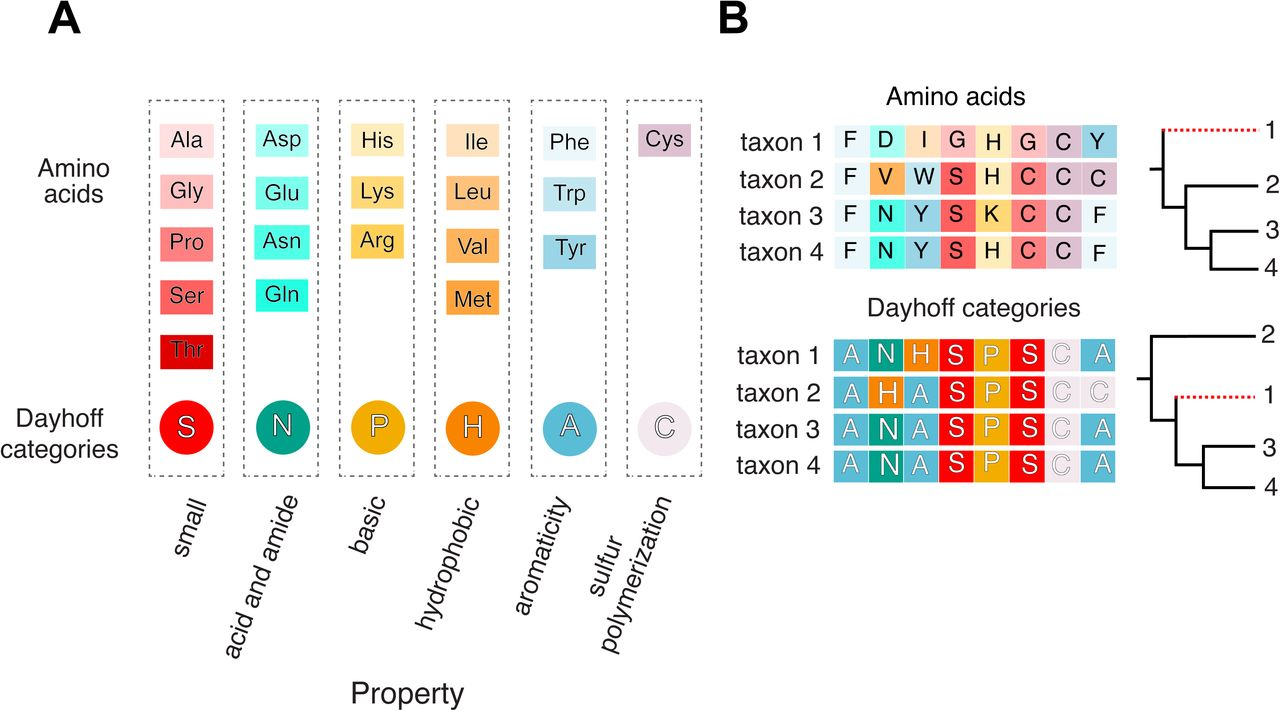 A
Amino
acids
Ala
Gly
Pro
Ser
Thr
Asp
Glu
Asn
Gln
His
Lys
Arg
Ile
Leu
Val
Met
Phe
Trp
Tyr
Cys
Dayhoff
categories
S
N
P
H
A
C
small
acid and amide
basic
hydrophobic
aromaticity
sulfur
polymerization
Property
B
Amino acids
taxon 1 F D I G H G C Y
taxon 2 F V W S H C C C
taxon 3 F N Y S K C C F
taxon 4 F N Y S H C C F
1
2
3
4
Dayhoff categories
taxon 1 A N H S P S C A
taxon 2 A H A S P S C C
taxon 3 A N A S P S C A
taxon 4 A N A S P S C A
2
1
3
4